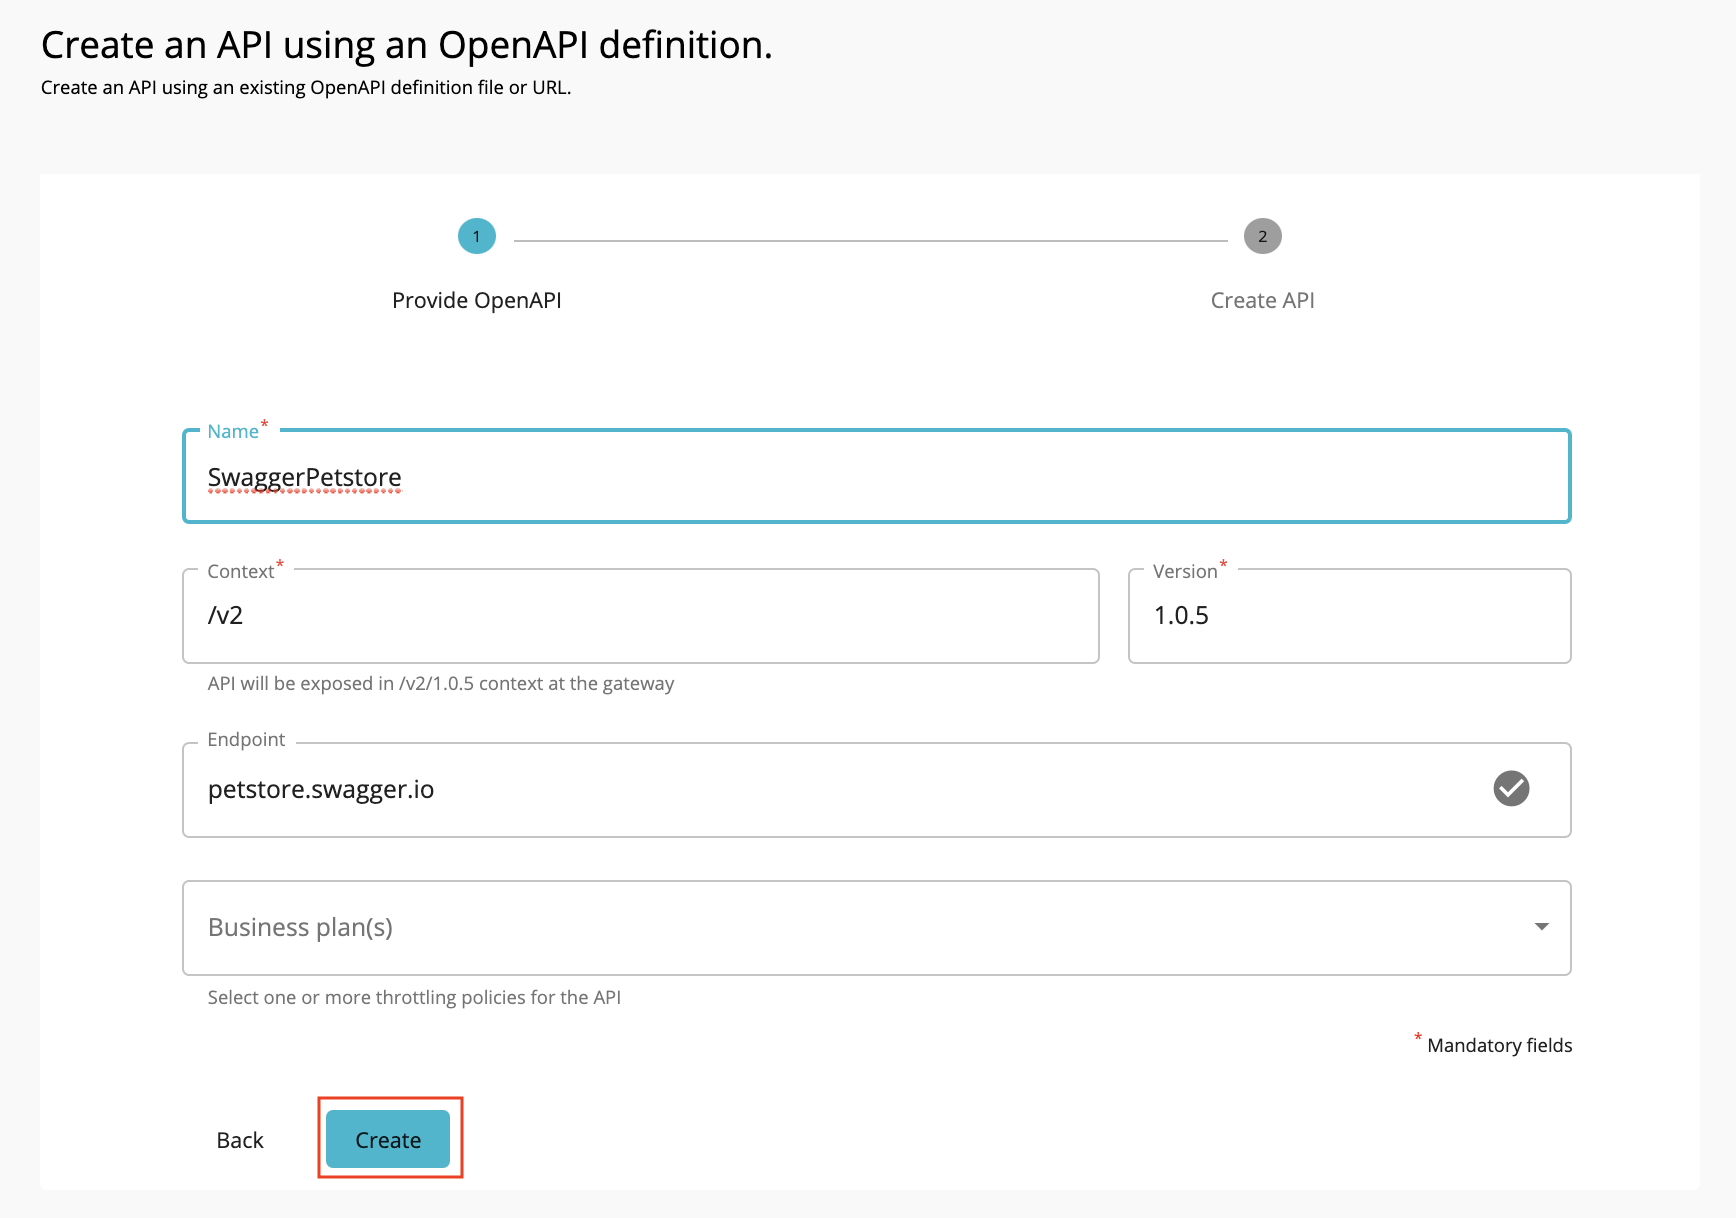 Create an API using an OpenAPI definition.
Create an API using an existing OpenAPI definition file or URL.
1
2
Provide OpenAPI
Create API
Name*
SwaggerPetstore
Context*
/v2
Version*
1.0.5
API will be exposed in /v2/1.0.5 context at the gateway
Endpoint
petstore.swagger.io
Business plan(s)
Select one or more throttling policies for the API
* Mandatory fields
Back
Create